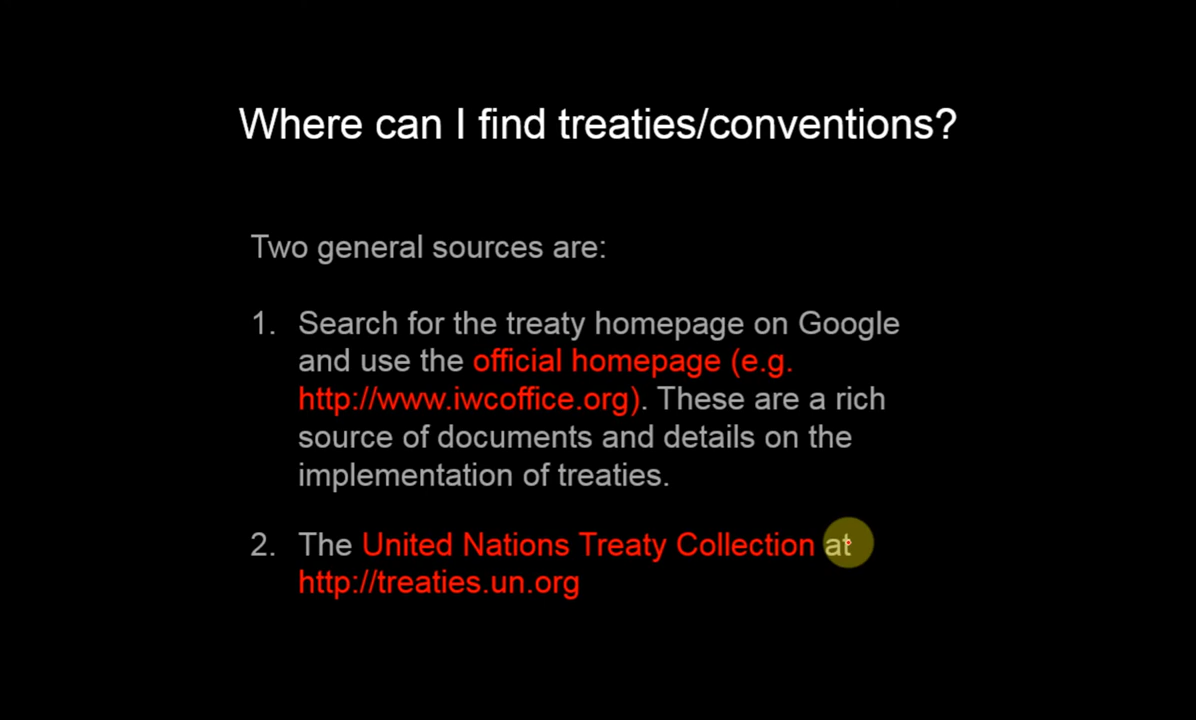 Where can I find treaties/conventions?
Two general sources are:
1. Search for the treaty homepage on Google
and use the official homepage (e.g.
http://www.iwcoffice.org). These are a rich
source of documents and details on the
implementation of treaties.
2. The United Nations Treaty Collection at
http://treaties.un.org